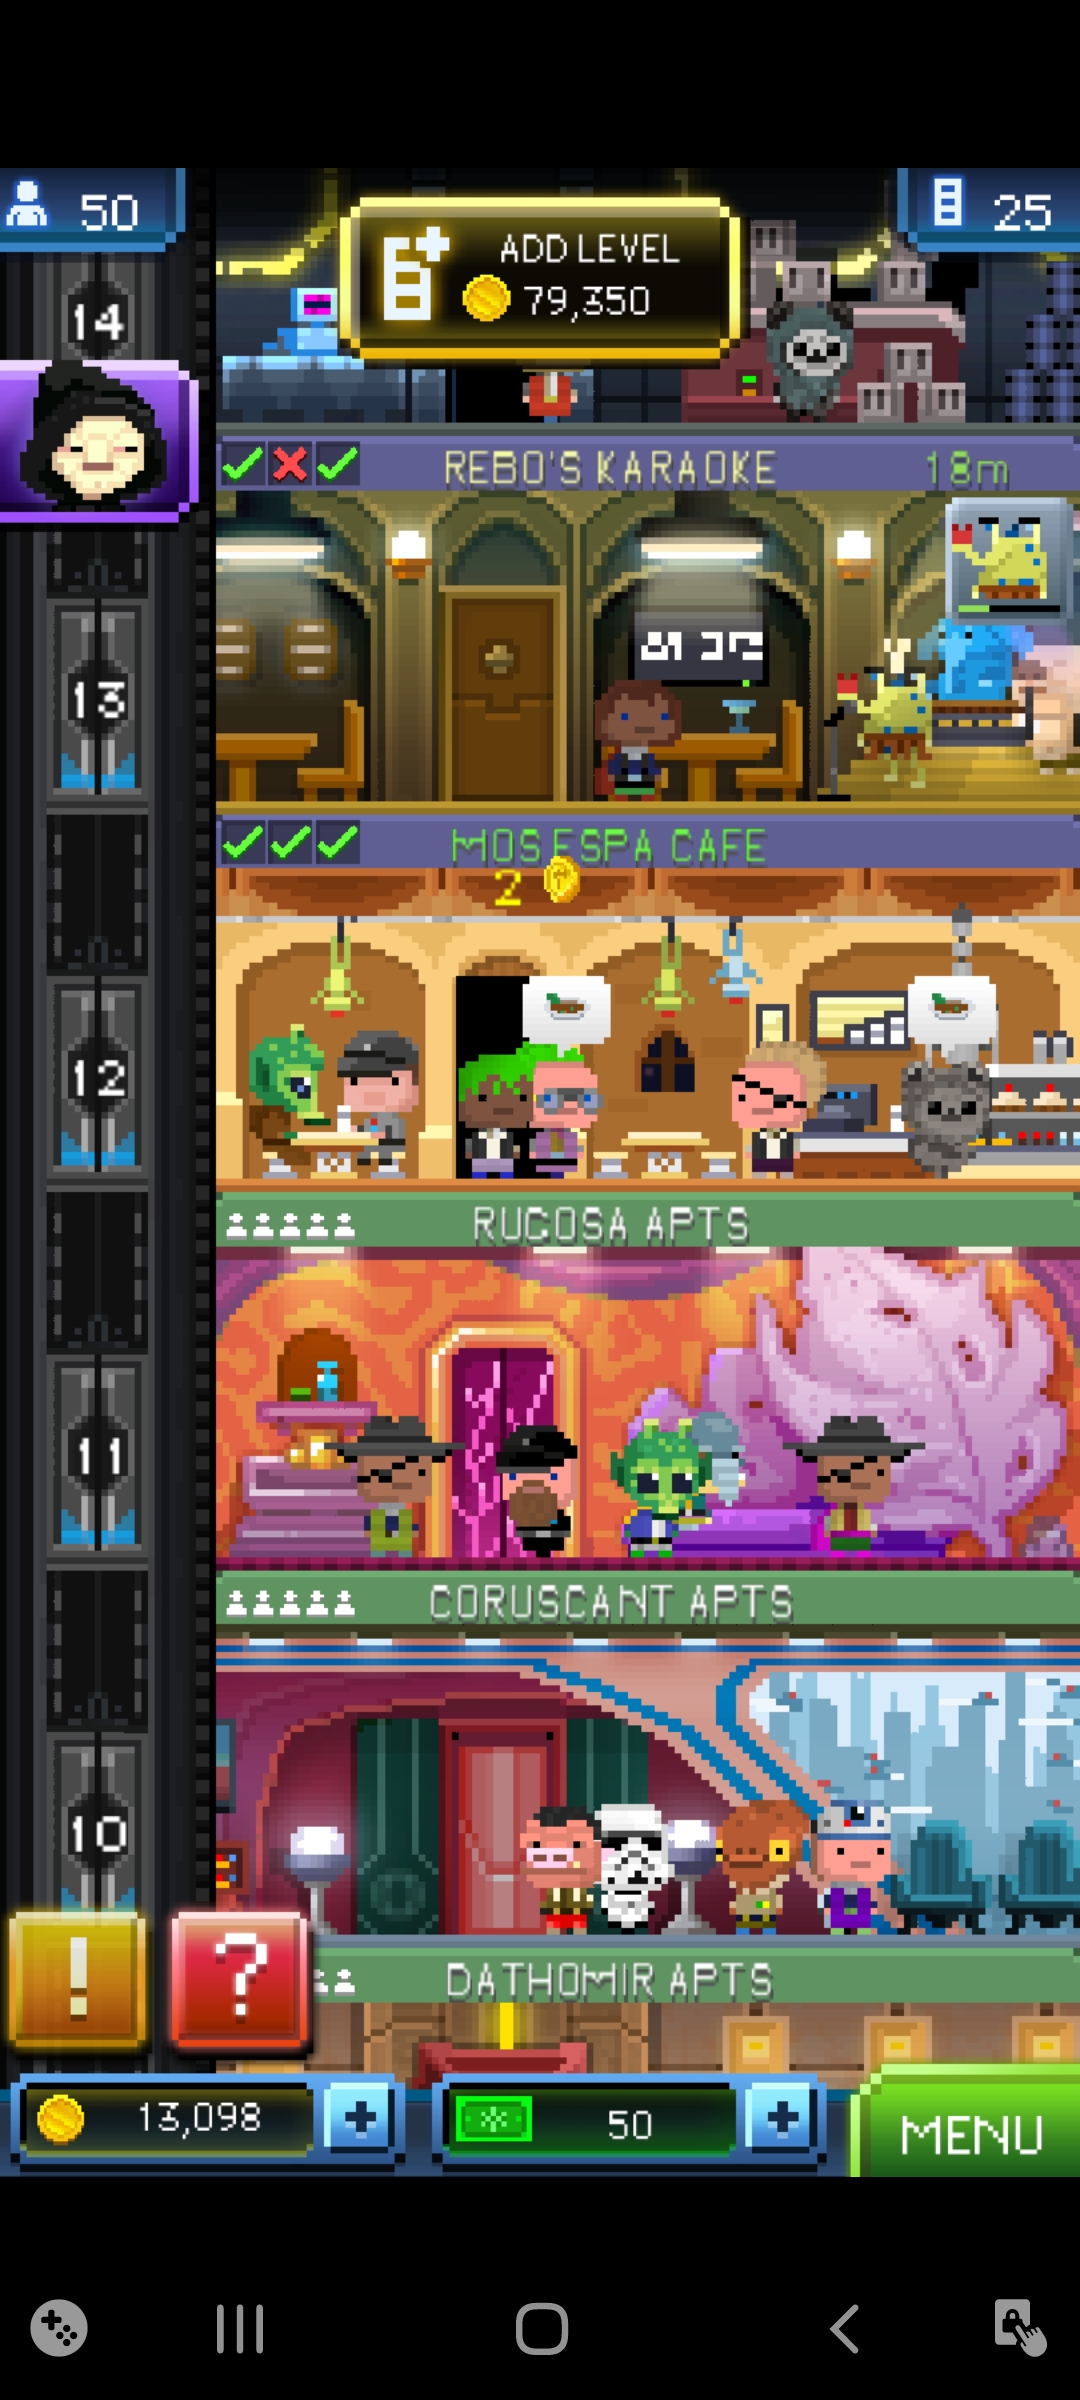 50
ADD LEVEL
79,350
25
14
REBO'S KARAOKE
18m
13
MOS ESPA CAFE
2
12
RUGOSA APTS
11
CORUSCANT APTS
10
!
?
DATHOMIR APTS
13,098
+
50
+
MENU